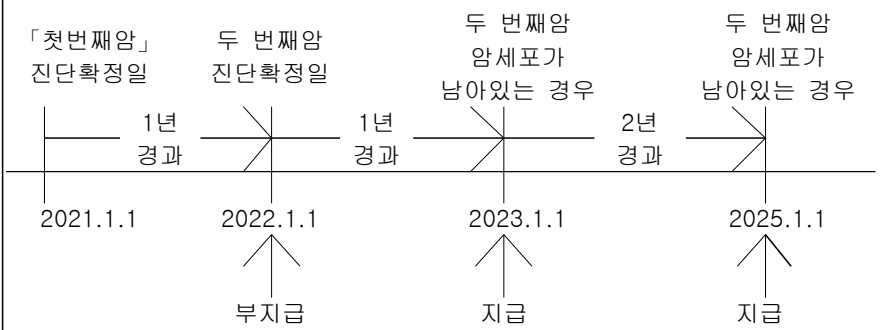 「첫번째암」
진단확정일
두 번째암
진단확정일
두 번째암
암세포가
남아있는 경우
두 번째암
암세포가
남아있는 경우
1년
경과
1년
경과
2년
경과
2021.1.1
2022.1.1
2023.1.1
2025.1.1
부지급
지급
지급